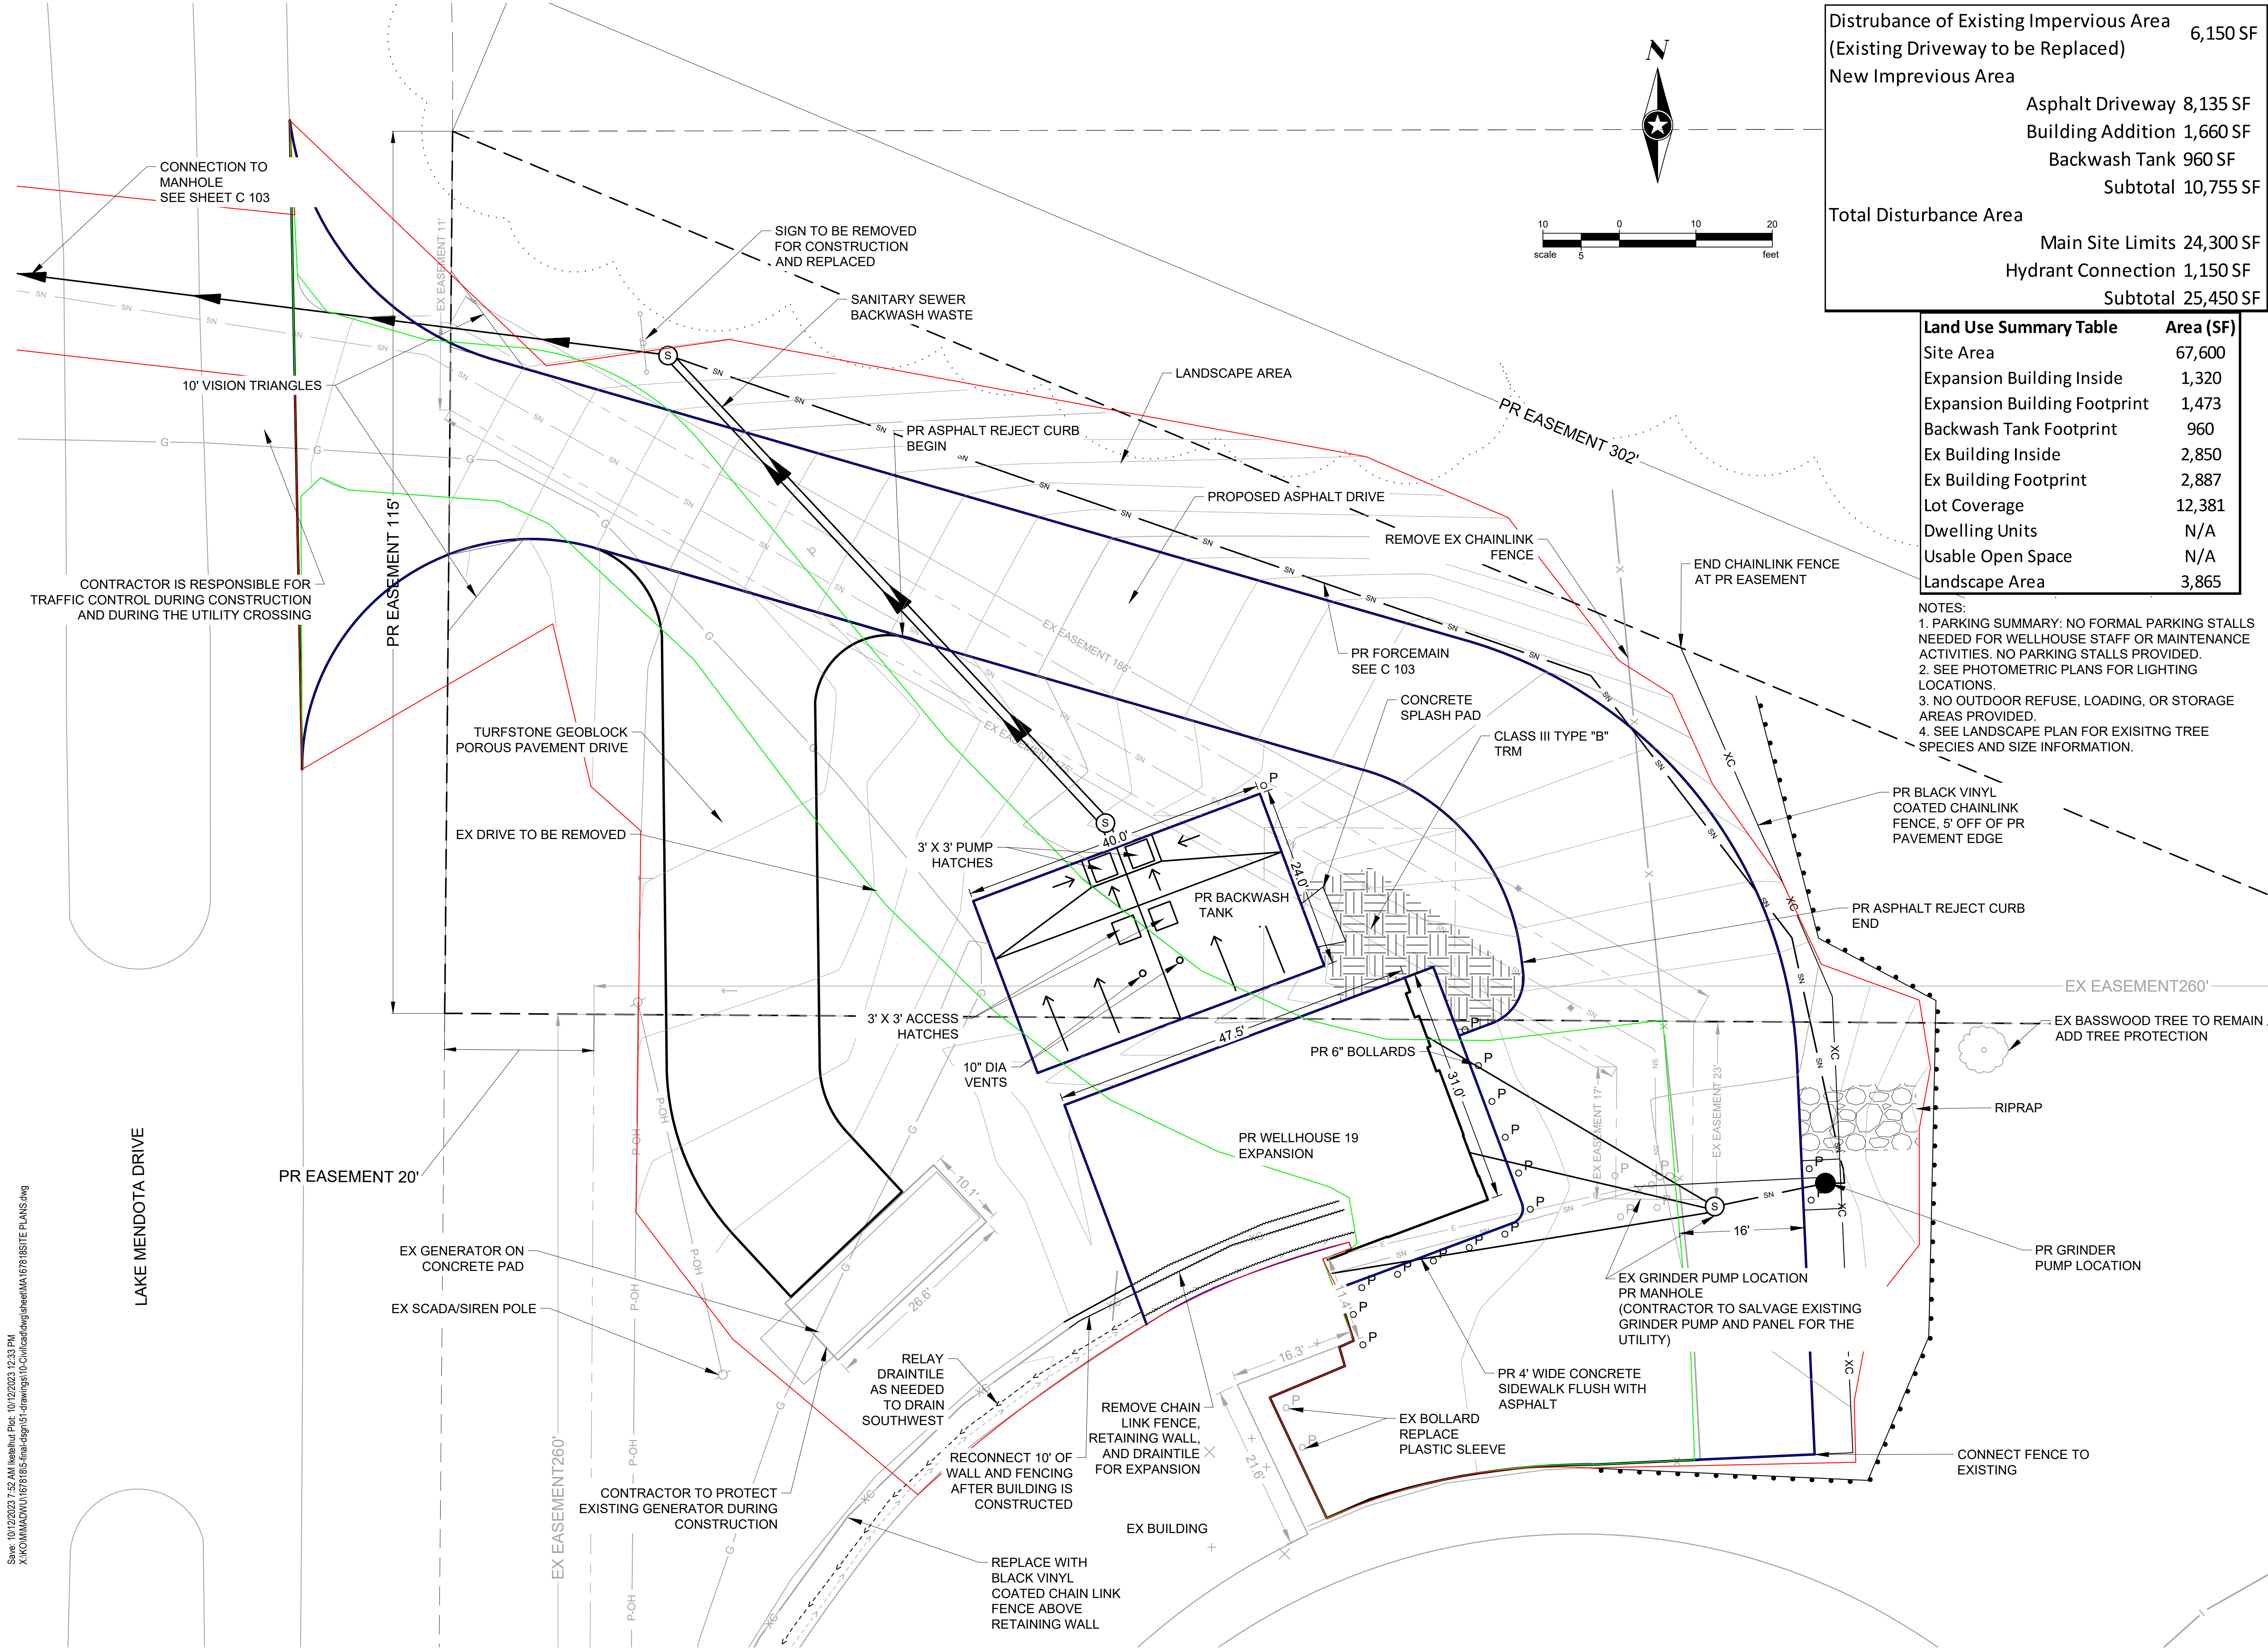 Distrubance of Existing Impervious Area
(Existing Driveway to be Replaced) 6,150 SF
New Imprevious Area
Asphalt Driveway 8,135 SF
Building Addition 1,660 SF
Backwash Tank 960 SF
Subtotal 10,755 SF
Total Disturbance Area
Main Site Limits 24,300 SF
Hydrant Connection 1,150 SF
Subtotal 25,450 SF
Land Use Summary Table Area (SF)
Site Area 67,600
Expansion Building Inside 1,320
Expansion Building Footprint 1,473
Backwash Tank Footprint 960
Ex Building Inside 2,850
Ex Building Footprint 2,887
Lot Coverage 12,381
Dwelling Units N/A
Usable Open Space N/A
Landscape Area 3,865
NOTES:
1. PARKING SUMMARY: NO FORMAL PARKING STALLS
NEEDED FOR WELLHOUSE STAFF OR MAINTENANCE
ACTIVITIES. NO PARKING STALLS PROVIDED.
2. SEE PHOTOMETRIC PLANS FOR LIGHTING
LOCATIONS.
3. NO OUTDOOR REFUSE, LOADING, OR STORAGE
AREAS PROVIDED.
4. SEE LANDSCAPE PLAN FOR EXISITNG TREE
SPECIES AND SIZE INFORMATION.
N
10 0 10 20
scale 5 feet
CONNECTION TO
MANHOLE
SEE SHEET C 103
SIGN TO BE REMOVED
FOR CONSTRUCTION
AND REPLACED
SANITARY SEWER
BACKWASH WASTE
EX EASEMENT 11'
10' VISION TRIANGLES
LANDSCAPE AREA
PR ASPHALT REJECT CURB
BEGIN
PR EASEMENT 302'
PROPOSED ASPHALT DRIVE
REMOVE EX CHAINLINK
FENCE
END CHAINLINK FENCE
AT PR EASEMENT
PR EASEMENT 115'
CONTRACTOR IS RESPONSIBLE FOR
TRAFFIC CONTROL DURING CONSTRUCTION
AND DURING THE UTILITY CROSSING
EX EASEMENT 186'
PR FORCEMAIN
SEE C 103
CONCRETE
SPLASH PAD
CLASS III TYPE "B"
TRM
TURFSTONE GEOBLOCK
POROUS PAVEMENT DRIVE
EX EASEMENT 175'
EX DRIVE TO BE REMOVED
3' X 3' PUMP
HATCHES
40.0'
24.0'
PR BACKWASH
TANK
PR BLACK VINYL
COATED CHAINLINK
FENCE, 5' OFF OF PR
PAVEMENT EDGE
PR ASPHALT REJECT CURB
END
EX EASEMENT260'
3' X 3' ACCESS
HATCHES
47.5'
10" DIA
VENTS
PR 6" BOLLARDS
31.0'
EX EASEMENT 17'
EX EASEMENT 23'
EX BASSWOOD TREE TO REMAIN
ADD TREE PROTECTION
RIPRAP
PR WELLHOUSE 19
EXPANSION
PR EASEMENT 20'
LAKE MENDOTA DRIVE
10.1'
26.6'
EX GENERATOR ON
CONCRETE PAD
EX SCADA/SIREN POLE
16'
PR GRINDER
PUMP LOCATION
EX GRINDER PUMP LOCATION
PR MANHOLE
(CONTRACTOR TO SALVAGE EXISTING
GRINDER PUMP AND PANEL FOR THE
UTILITY)
11.4'
16.3'
21.6'
RELAY
DRAINTILE
AS NEEDED
TO DRAIN
SOUTHWEST
REMOVE CHAIN
LINK FENCE,
RETAINING WALL,
AND DRAINTILE
FOR EXPANSION
PR 4' WIDE CONCRETE
SIDEWALK FLUSH WITH
ASPHALT
EX BOLLARD
REPLACE
PLASTIC SLEEVE
RECONNECT 10' OF
WALL AND FENCING
AFTER BUILDING IS
CONSTRUCTED
CONNECT FENCE TO
EXISTING
CONTRACTOR TO PROTECT
EXISTING GENERATOR DURING
CONSTRUCTION
EX EASEMENT260'
EX BUILDING
REPLACE WITH
BLACK VINYL
COATED CHAIN LINK
FENCE ABOVE
RETAINING WALL